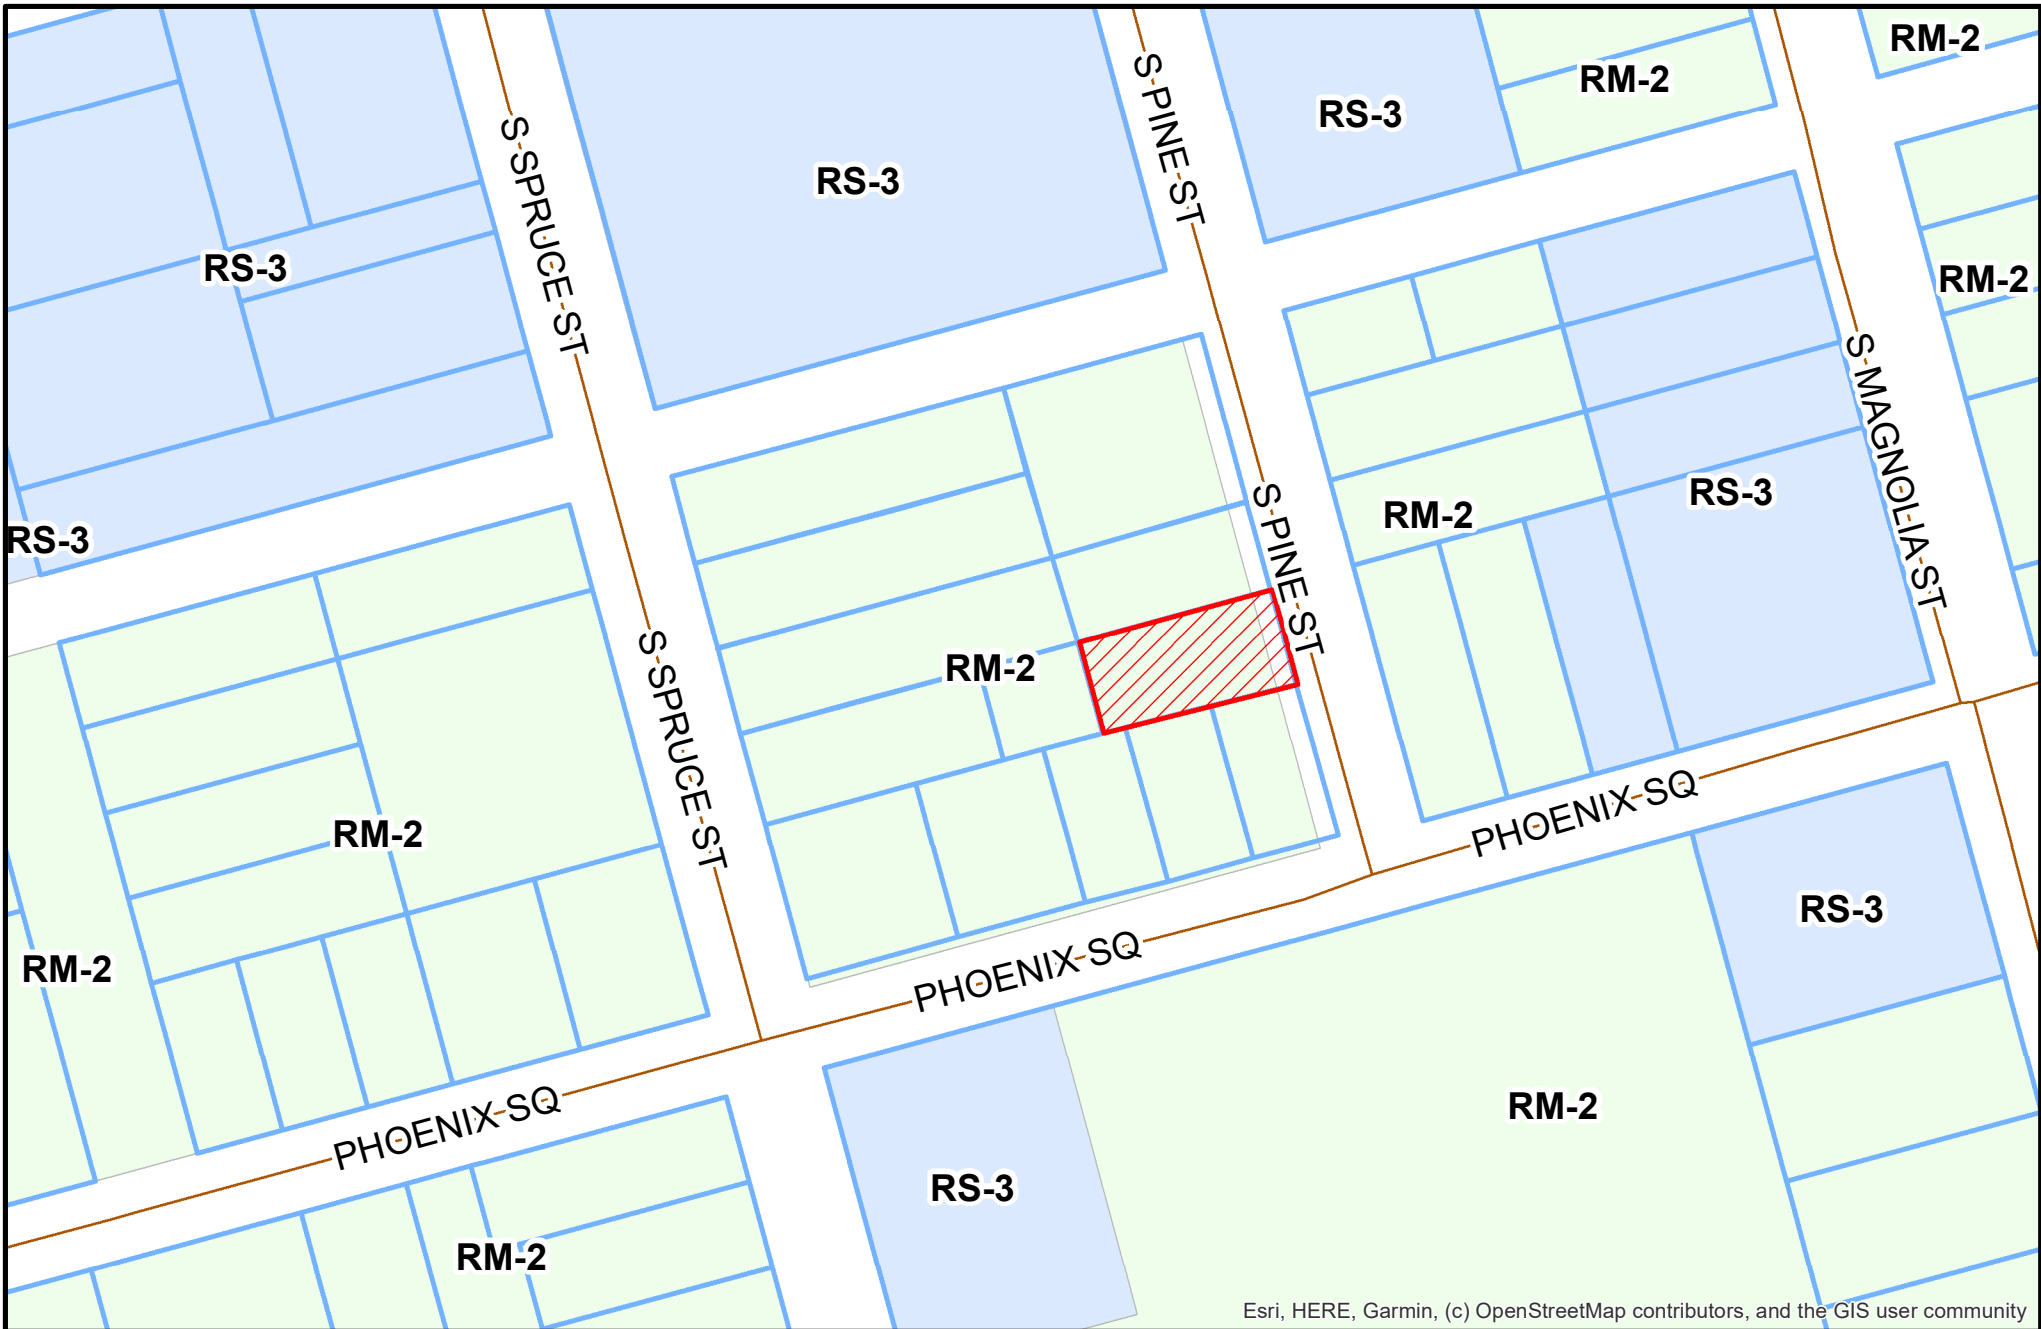 RM-2
S PINE ST
RM-2
RS-3
S SPRUCE ST
RS-3
RS-3
RM-2
S MAGNOLIA ST
RS-3
RM-2
S PINE ST
RS-3
RM-2
S SPRUCE ST
RM-2
PHOENIX SQ
RM-2
RS-3
PHOENIX SQ
RM-2
PHOENIX SQ
RM-2
RS-3
RM-2
Esri, HERE, Garmin, (c) OpenStreetMap contributors, and the GIS user community